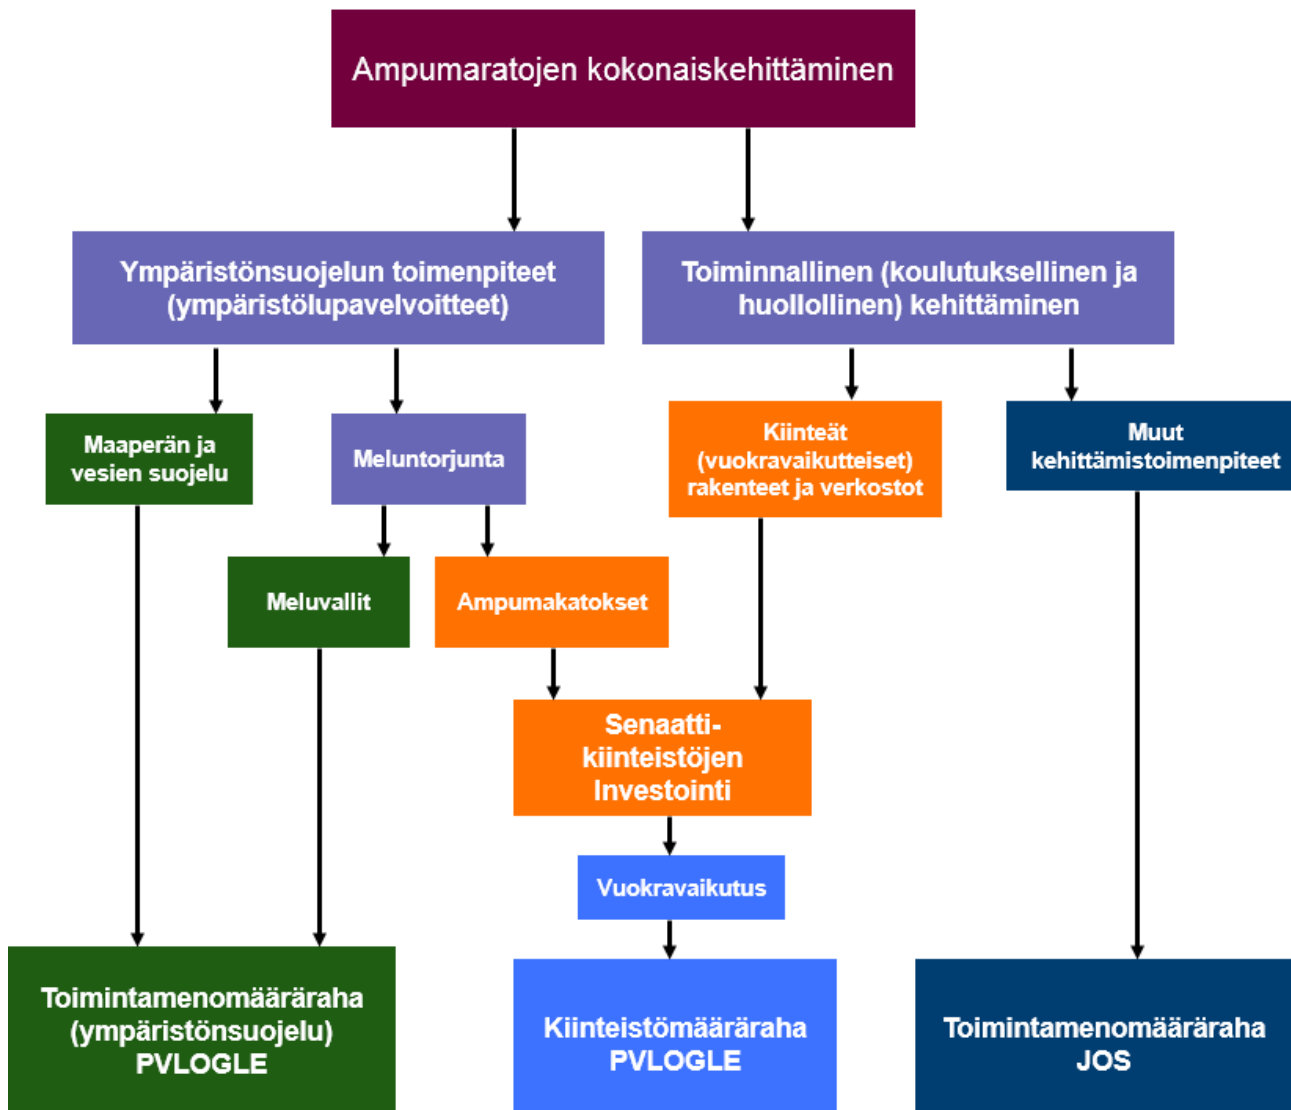 Ampumaratojen kokonaiskehittäminen
Ympäristönsuojelun toimenpiteet
(ympäristölupavelvoitteet)
Toiminnallinen (koulutuksellinen ja
huollollinen) kehittäminen
Maaperän ja
vesien suojelu
Meluntorjunta
Kiinteät
(vuokravaikutteiset)
rakenteet ja verkostot
Muut
kehittämistoimenpiteet
Meluvallit
Ampumakatokset
Senaatti-
kiinteistöjen
Investointi
Vuokravaikutus
Toimintamenomääräraha
(ympäristönsuojelu)
PVLOGLE
Kiinteistömääräraha
PVLOGLE
Toimintamenomääräraha
JOS